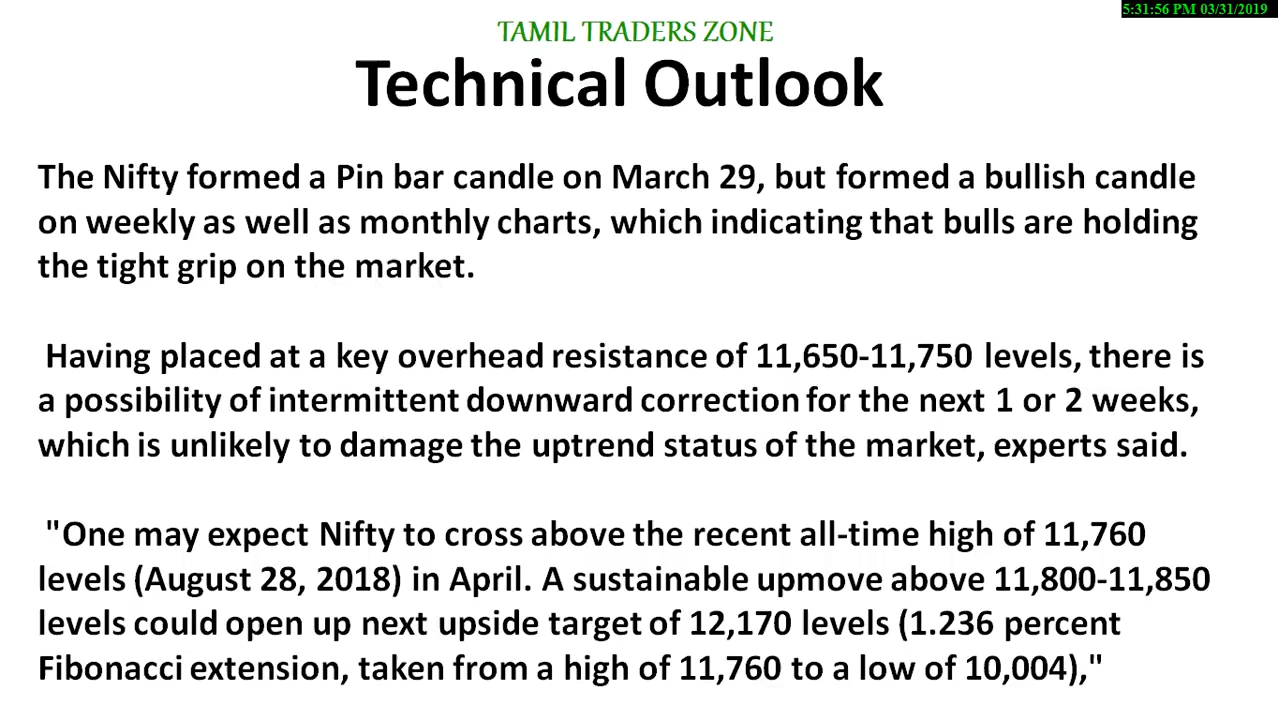 5:31:56 PM 03/31/2019
TAMIL TRADERS ZONE
Technical Outlook
The Nifty formed a Pin bar candle on March 29, but formed a bullish candle
on weekly as well as monthly charts, which indicating that bulls are holding
the tight grip on the market.
Having placed at a key overhead resistance of 11,650-11,750 levels, there is
a possibility of intermittent downward correction for the next 1 or 2 weeks,
which is unlikely to damage the uptrend status of the market, experts said.
"One may expect Nifty to cross above the recent all-time high of 11,760
levels (August 28, 2018) in April. A sustainable upmove above 11,800-11,850
levels could open up next upside target of 12,170 levels (1.236 percent
Fibonacci extension, taken from a high of 11,760 to a low of 10,004),"